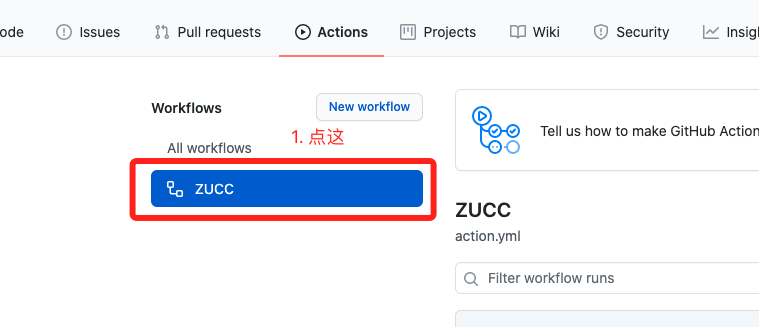 ode Issues Pull requests Actions Projects Wiki Security Insig
Workflows New workflow
1. 点这
All workflows
ZUCC
Tell us how to make GitHub Action
ZUCC
action.yml
Filter workflow runs